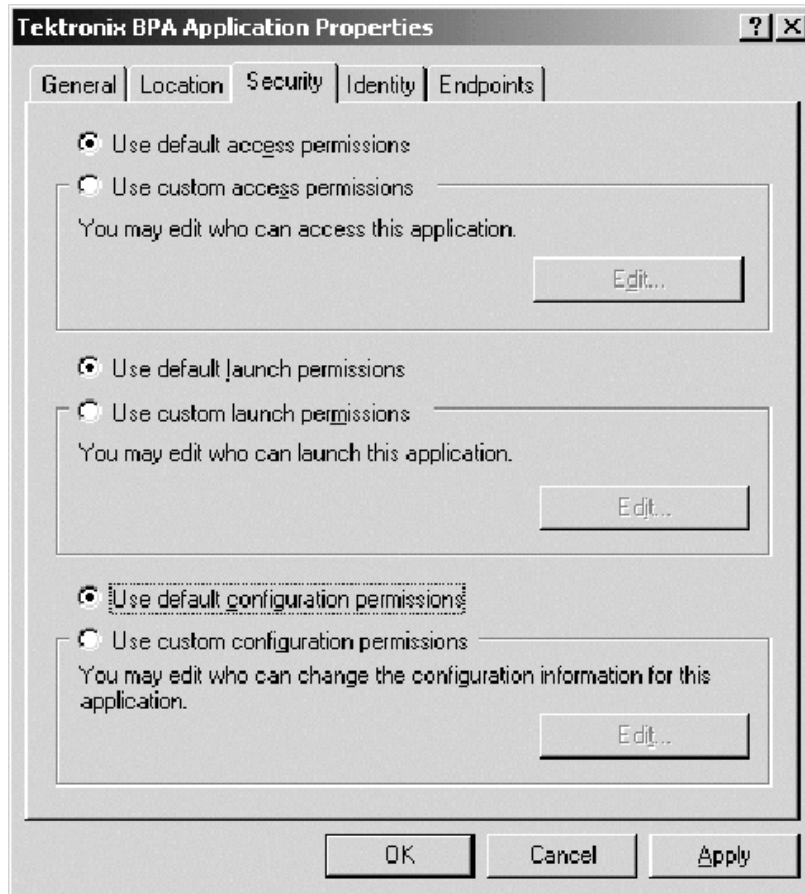 Tektronix BPA Application Properties
General Location Security Identity Endpoints
Use default access permissions
Use custom access permissions
You may edit who can access this application.
Edit...
Use default launch permissions
Use custom launch permissions
You may edit who can launch this application.
Edit...
Use default configuration permissions
Use custom configuration permissions
You may edit who can change the configuration information for this
application.
Edit...
OK Cancel Apply